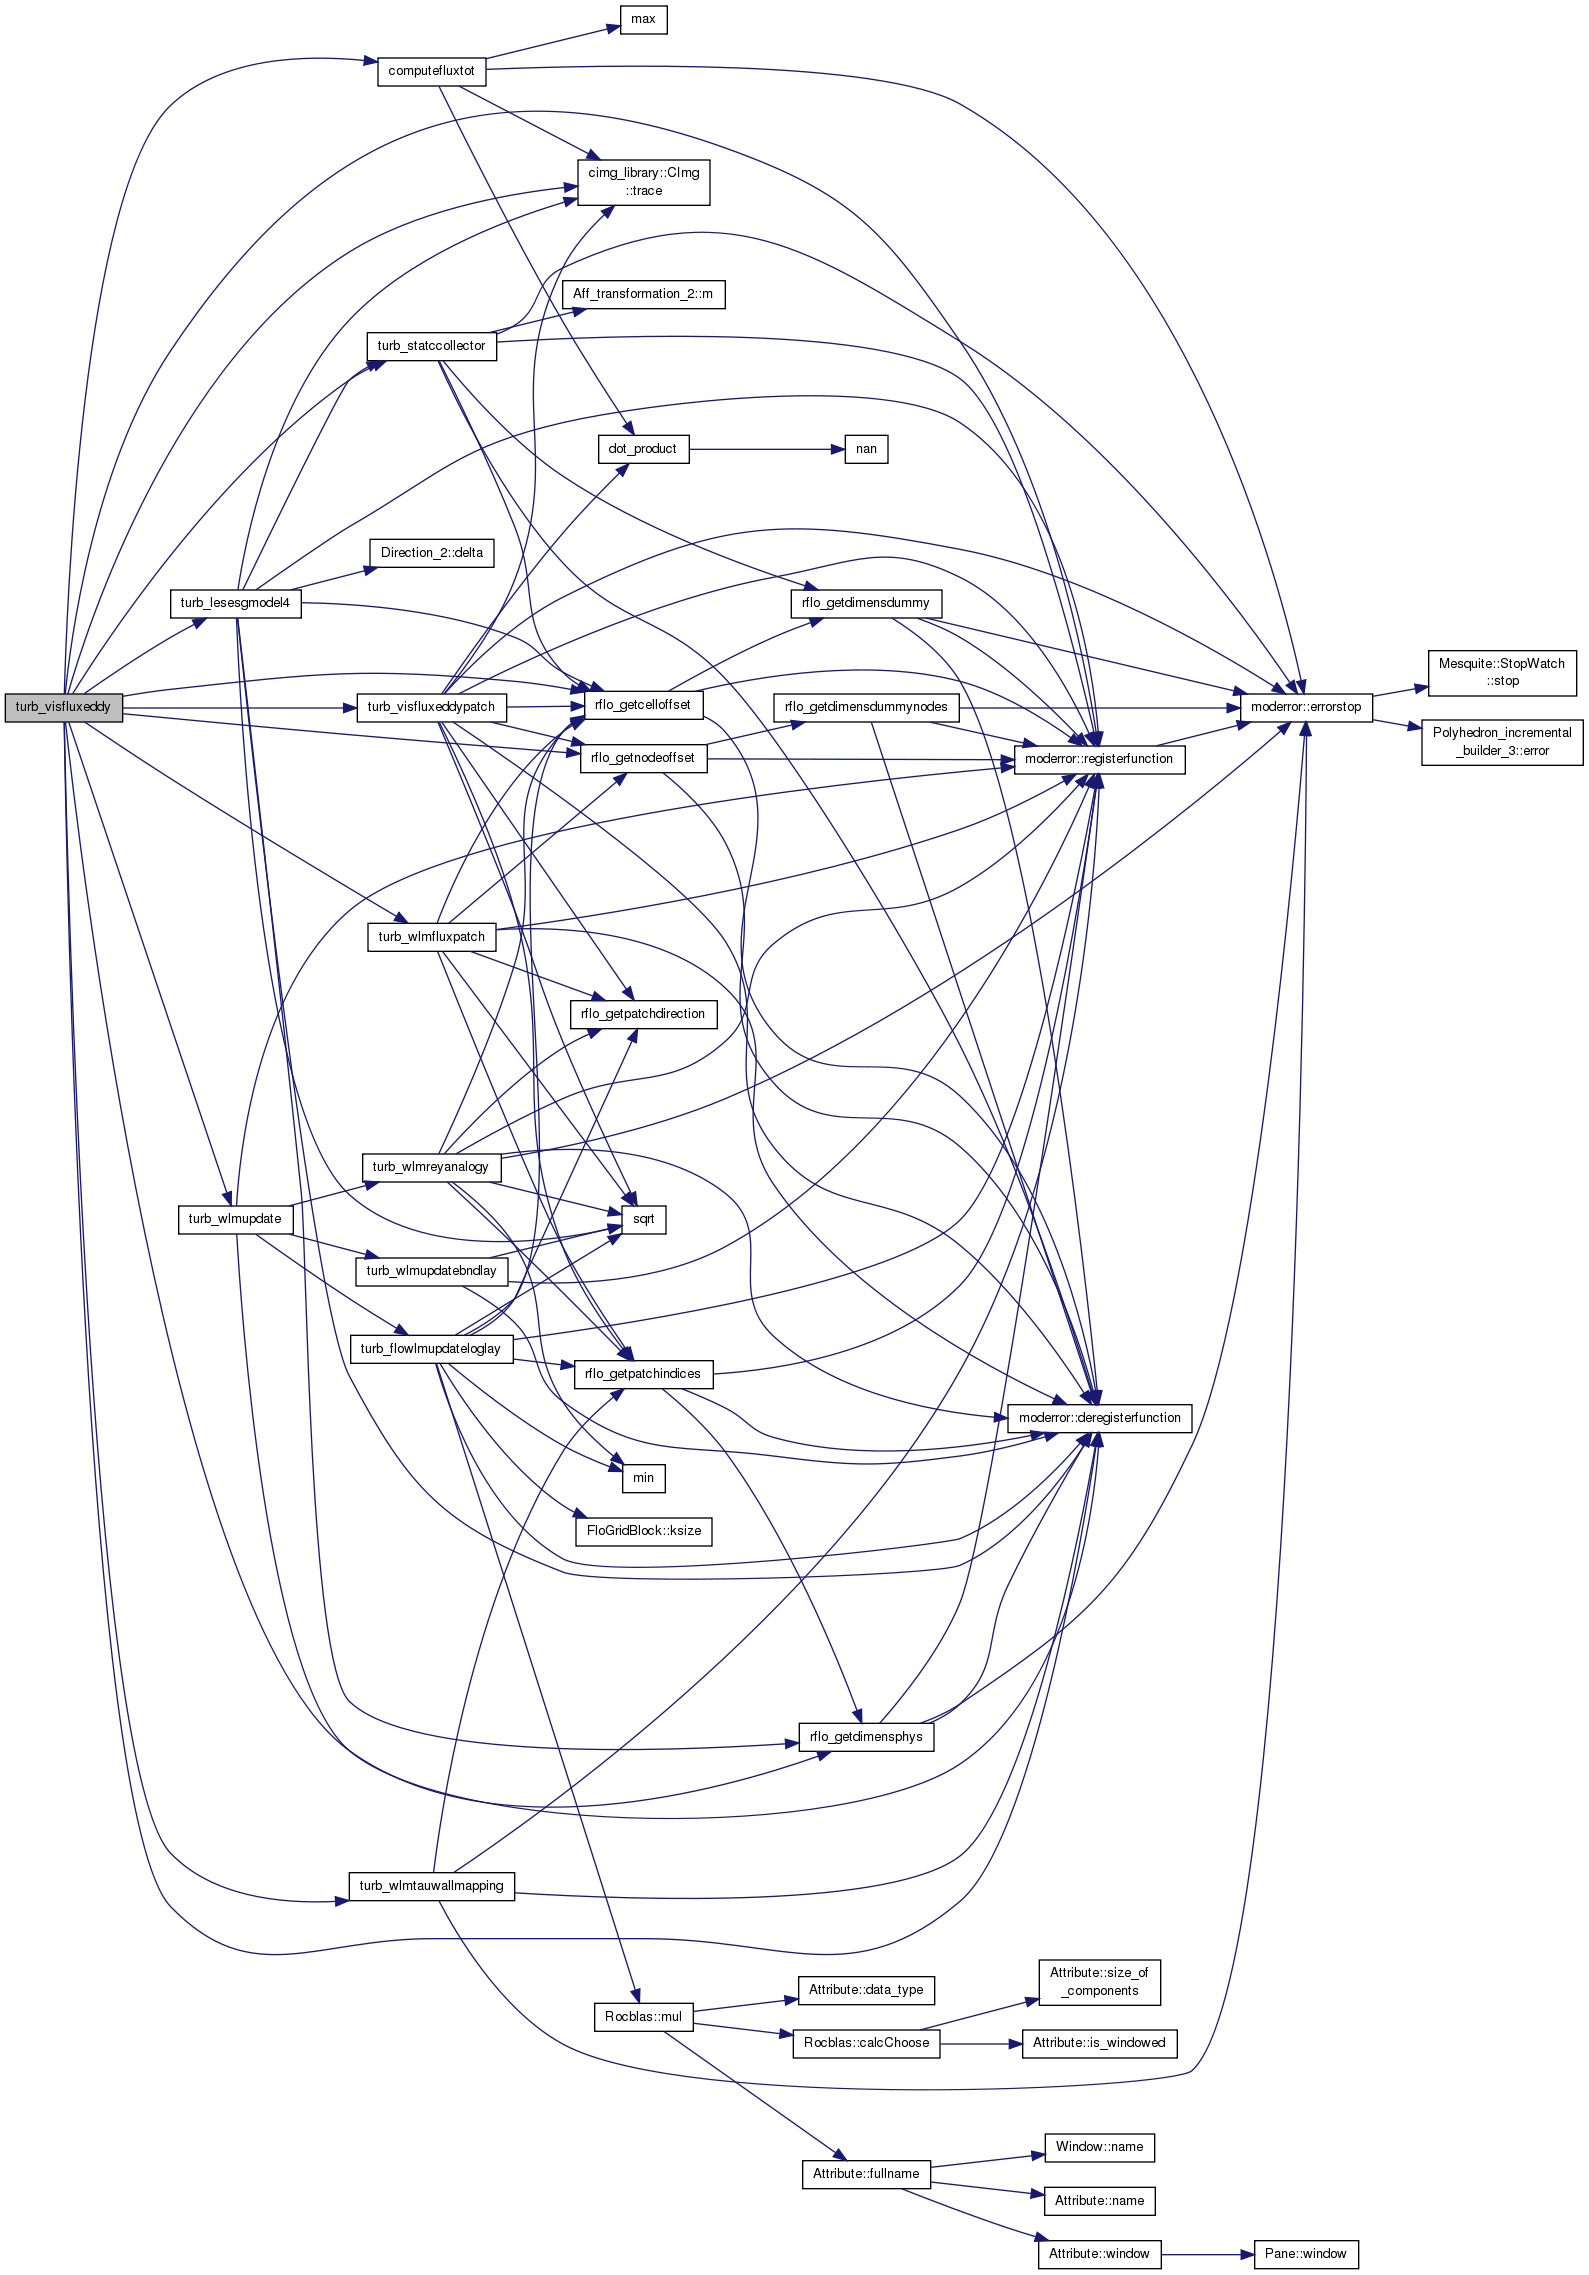 max
computefluxtot
cimg_library::CImg
::trace
Aff_transformation_2::m
turb_statccollector
dot_product
nan
Direction_2::delta
turb_lesesgmodel4
rflo_getdimensdummy
Mesquite::StopWatch
::stop
turb_visfluxeddy
turb_visfluxeddypatch
rflo_getcelloffset
rflo_getdimensdummynodes
moderror::errorstop
Polyhedron_incremental
_builder_3::error
rflo_getnodeoffset
moderror::registerfunction
turb_wlmfluxpatch
rflo_getpatchdirection
turb_wlmreyanalogy
turb_wlmupdate
sqrt
turb_wlmupdatebndlay
turb_flowlmupdateloglay
rflo_getpatchindices
moderror::deregisterfunction
min
FloGridBlock::ksize
rflo_getdimensphys
turb_wlmtauwallmapping
Attribute::size_of
_components
Attribute::data_type
Rocblas::mul
Rocblas::calcChoose
Attribute::is_windowed
Window::name
Attribute::fullname
Attribute::name
Attribute::window
Pane::window